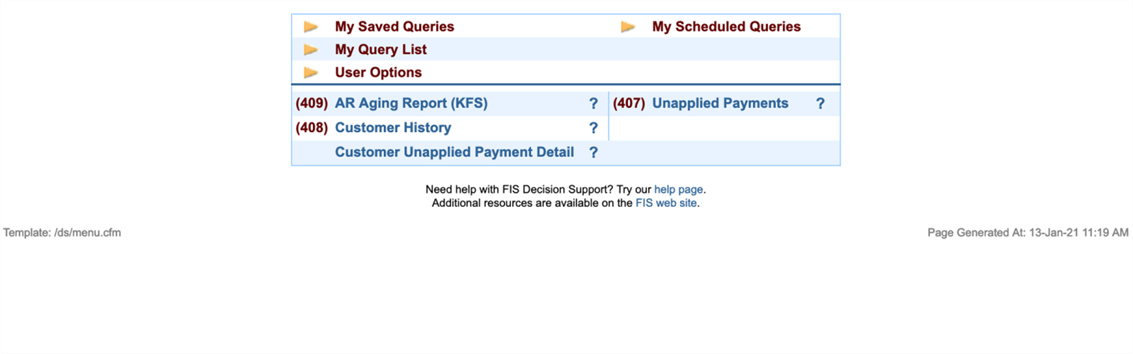 My Saved Queries My Scheduled Queries
My Query List
User Options
(409) AR Aging Report (KFS) ? (407) Unapplied Payments ?
(408) Customer History ?
Customer Unapplied Payment Detail ?
Need help with FIS Decision Support? Try our help page.
Additional resources are available on the FIS web site.
Template: /ds/menu.cfm Page Generated At: 13-Jan-21 11:19 AM